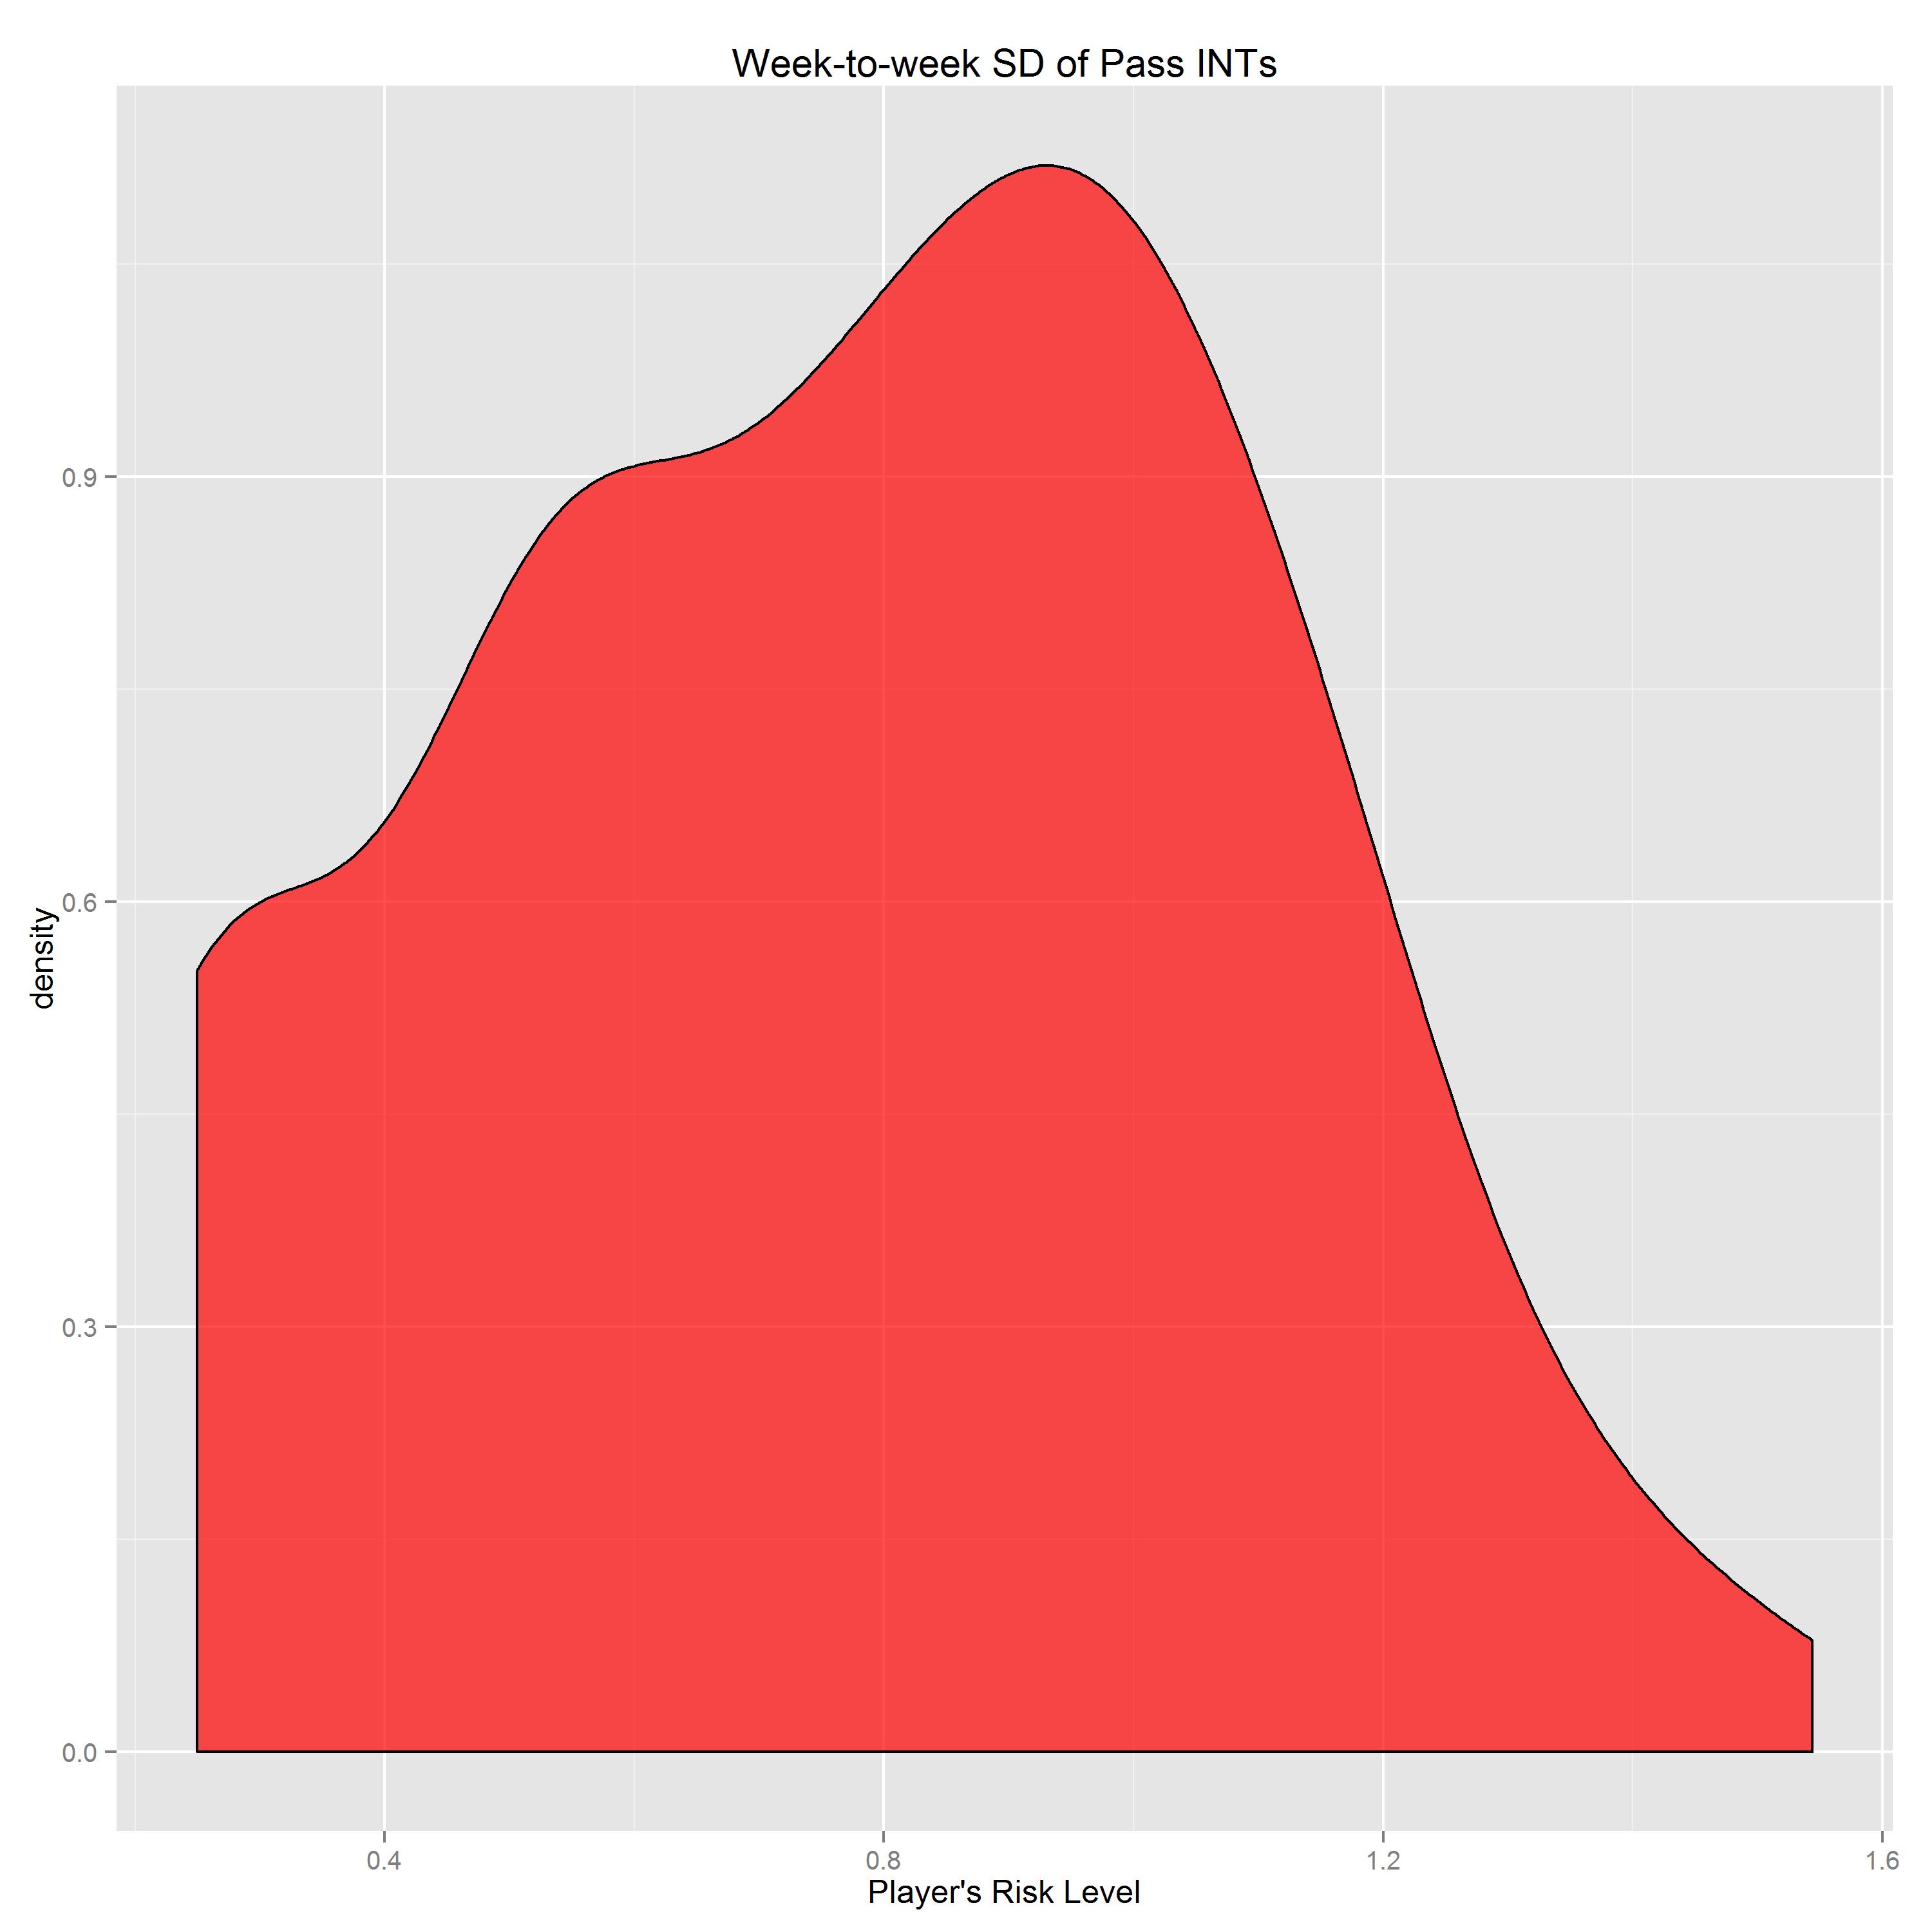 Week-to-week SD of Pass INTs
density
0.9
0.6
0.3
0.0
0.4 0.8 1.2 1.6
Player's Risk Level